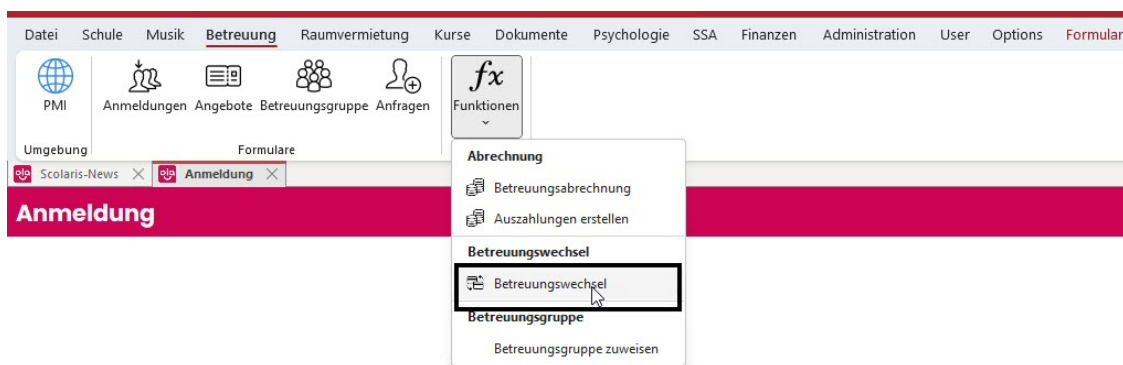 Datei Schule Musik Betreuung Raumvermietung Kurse Dokumente Psychologie SSA Finanzen Administration User Options Formular
PMI Anmeldungen Angebote Betreuungsgruppe Anfragen Funktionen
Umgebung Formulare
Scolaris-News Anmeldung
Anmeldung
Abrechnung
Betreuungsabrechnung
Auszahlungen erstellen
Betreuungswechsel
Betreuungswechsel
Betreuungsgruppe
Betreuungsgruppe zuweisen